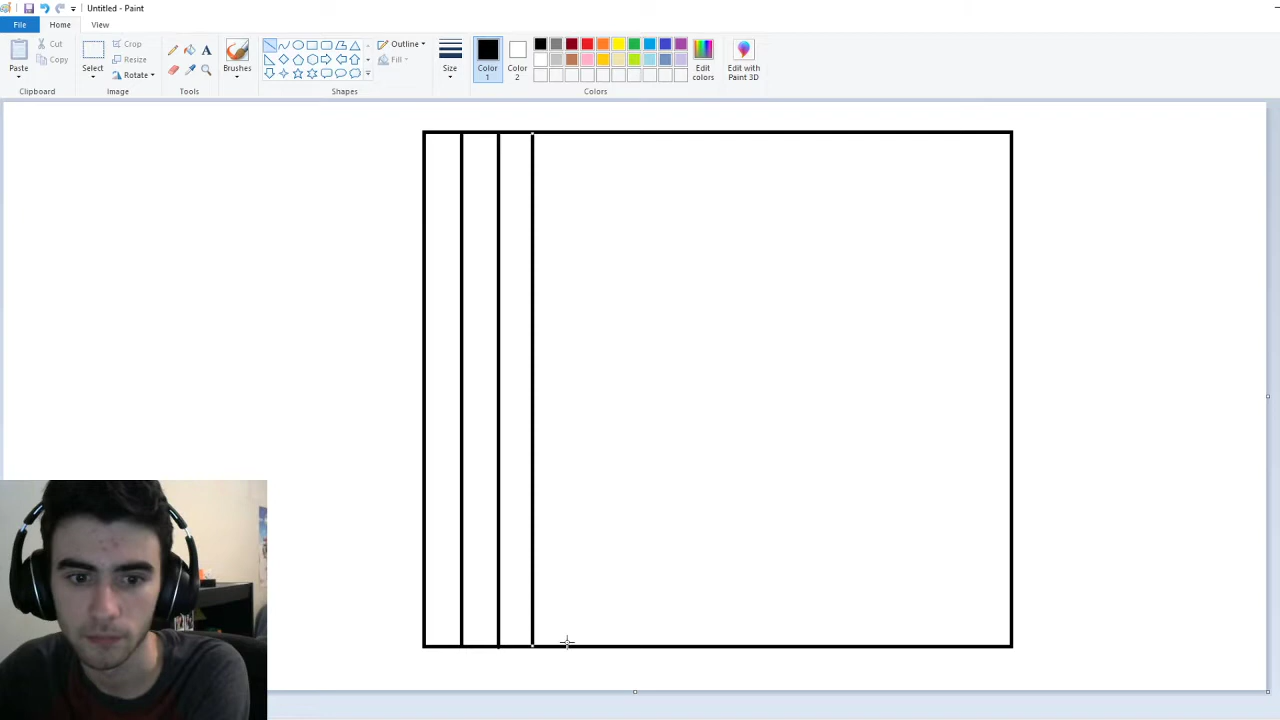 Untitled - Paint
File Home View
Paste
Cut
Copy
Clipboard
Select
Crop
Resize
Rotate
Image
Tools
Brushes
Outline
Fill
Shapes
Size
Color 1
Color 2
Edit colors
Colors
Edit with Paint 3D